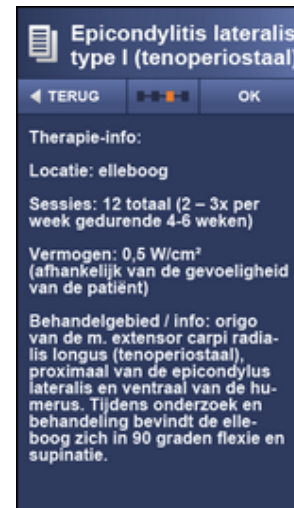 Epicondylitis lateralis
type I (tenoperiostaal)
TERUG
OK
Therapie-info:
Locatie: elleboog
Sessies: 12 totaal (2 – 3x per
week gedurende 4-6 weken)
Vermogen: 0,5 W/cm²
(afhankelijk van de gevoeligheid
van de patiënt)
Behandelgebied / info: origo
van de m. extensor carpi radia-
lis longus (tenoperiostaal),
proximaal van de epicondylus
lateralis en ventraal van de hu-
merus. Tijdens onderzoek en
behandeling bevindt de elle-
boog zich in 90 graden flexie en
supinatie.